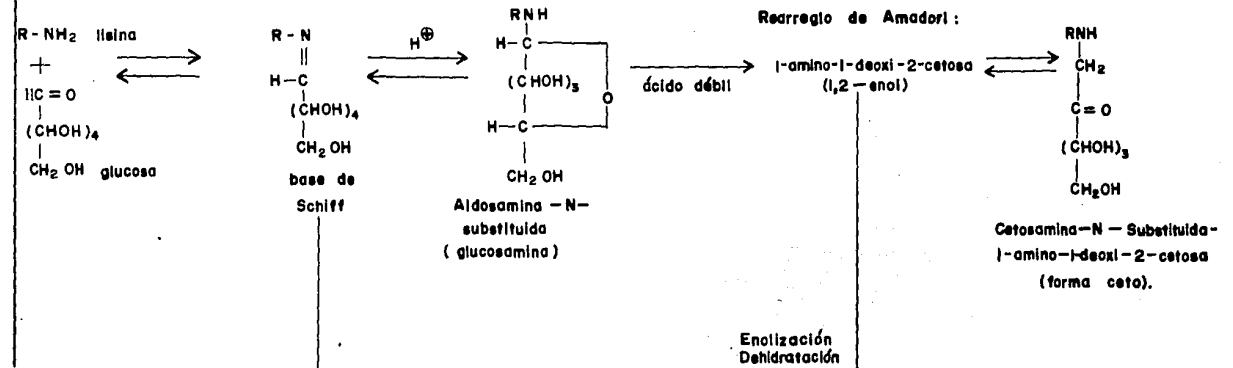 R - NH2 lisina
+
HC = O
(CHOH)4
CH2 OH glucosa
R - N
||
H - C
(CHOH)4
CH2 OH
base de
Schiff
H⊕
RNH
H - C
(CHOH)3
O
H - C
CH2 OH
Aldosamina - N -
substituida
( glucosamina )
ácido débil
Rearreglo de Amadori :
1-amino-1-deoxi-2-cetosa
(1,2 - enol)
Enolización
Dehidratación
RNH
CH2
C = O
( CHOH)3
CH2OH
Cetosamina-N - Substituida-
1-amino-1-deoxi-2-cetosa
(forma ceto).